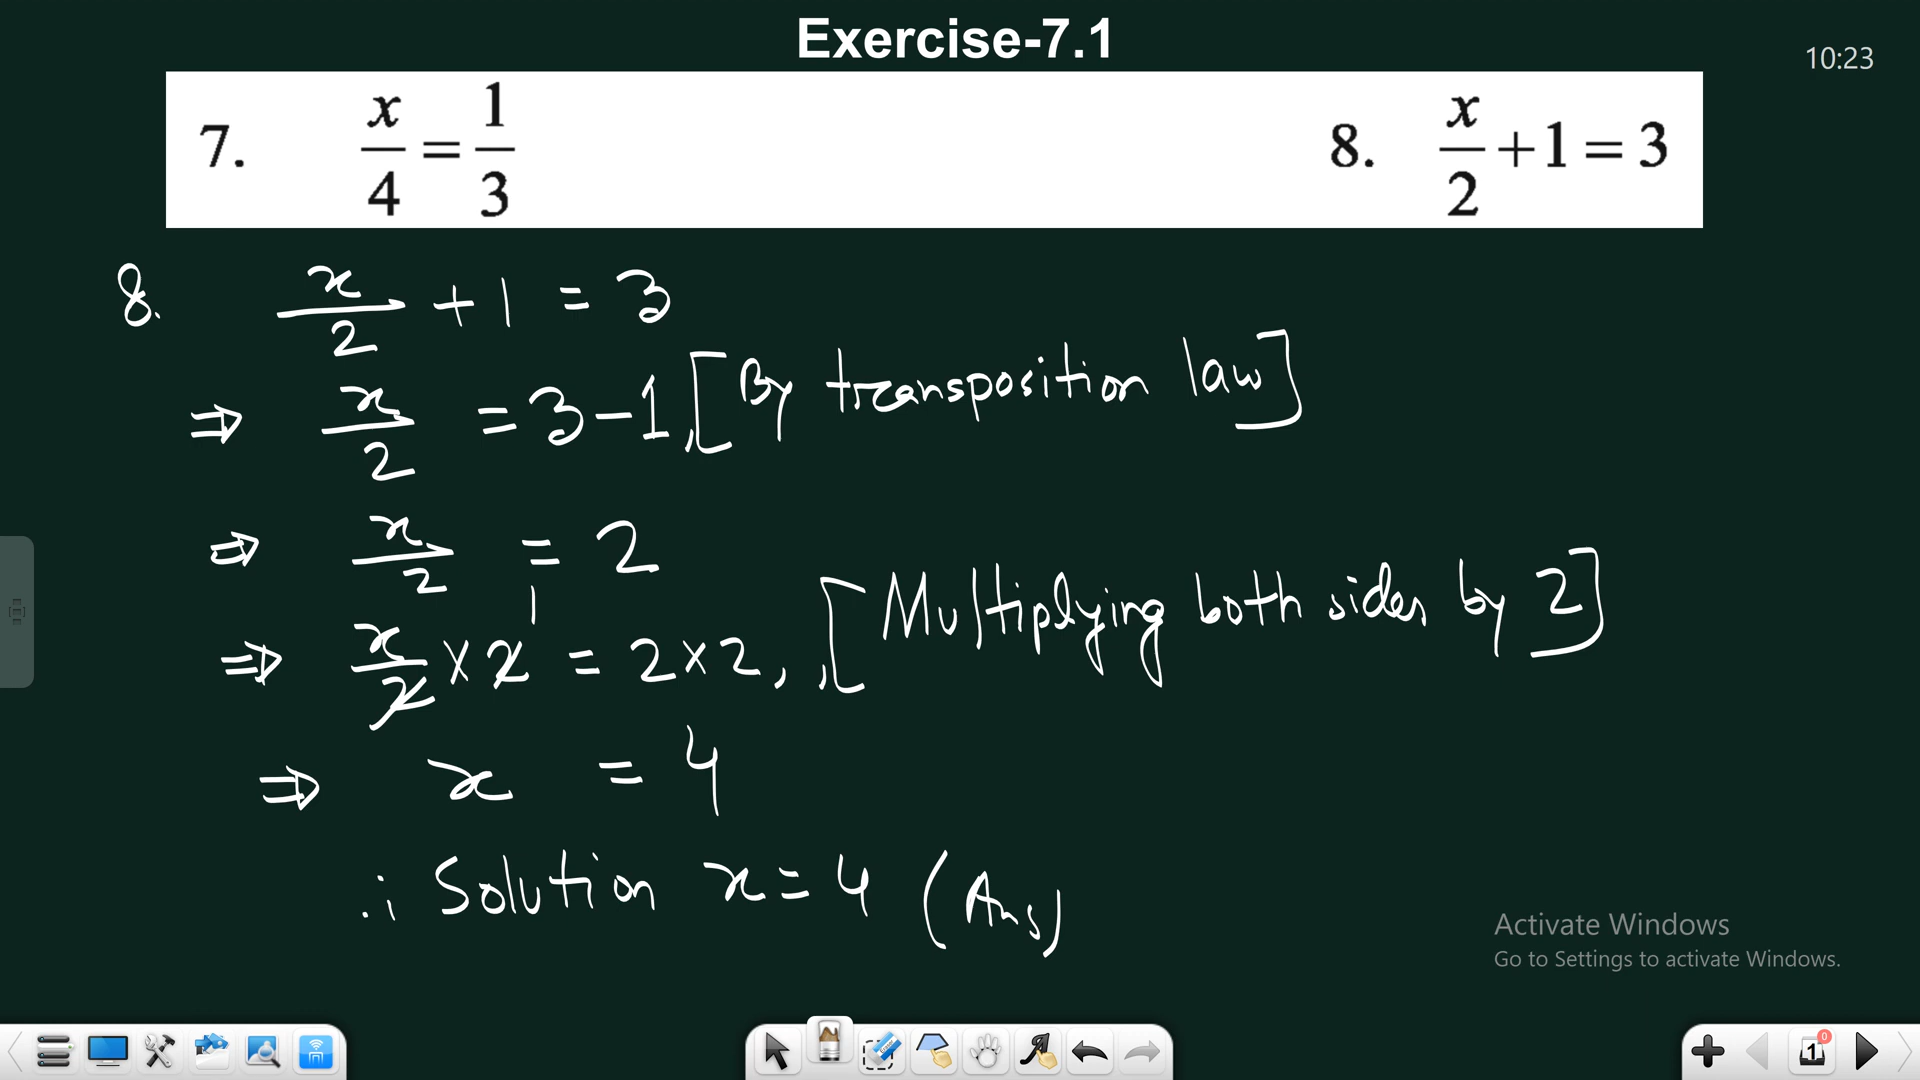 Exercise-7.1
10:23
7. x/4 = 1/3
8. x/2 + 1 = 3
8. x/2 + 1 = 3
⇒ x/2 = 3 - 1, [By transposition law]
⇒ x/2 = 2
⇒ x/2 × 2 = 2 × 2, , [Multiplying both sides by 2]
⇒ x = 4
∴ Solution x = 4 (Ans)
Activate Windows
Go to Settings to activate Windows.
1
0